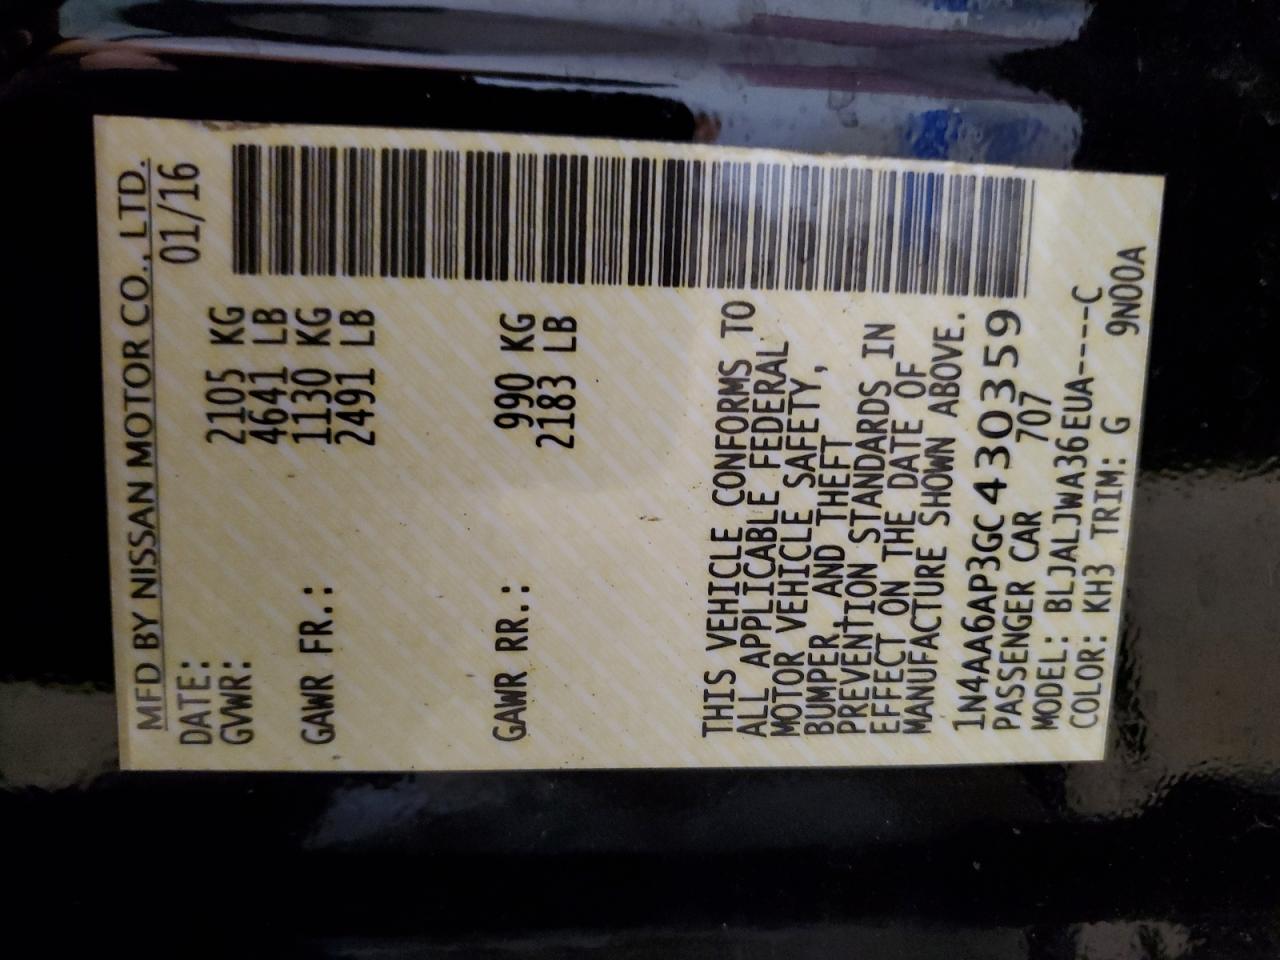 MFD BY NISSAN MOTOR CO., LTD.
DATE: 01/16
GVWR: 2105 KG
4641 LB
GAWR FR.: 1130 KG
2491 LB
GAWR RR.: 990 KG
2183 LB
THIS VEHICLE CONFORMS TO
ALL APPLICABLE FEDERAL
MOTOR VEHICLE SAFETY,
BUMPER, AND THEFT
PREVENTION STANDARDS IN
EFFECT ON THE DATE OF
MANUFACTURE SHOWN ABOVE.
1N4AA6AP3GC430359
PASSENGER CAR 707
MODEL: BLJALJWA36EUA----C
COLOR: KH3 TRIM: G 9N00A